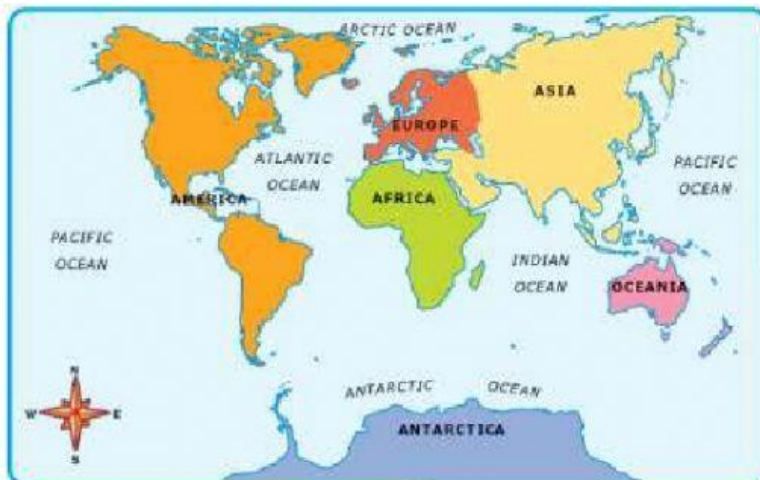 ARCTIC OCEAN
ASIA
EUROPE
ATLANTIC
OCEAN
PACIFIC
OCEAN
AMERICA
AFRICA
PACIFIC
OCEAN
INDIAN
OCEAN
OCEANIA
ANTARCTIC OCEAN
ANTARCTICA
N
W E
S